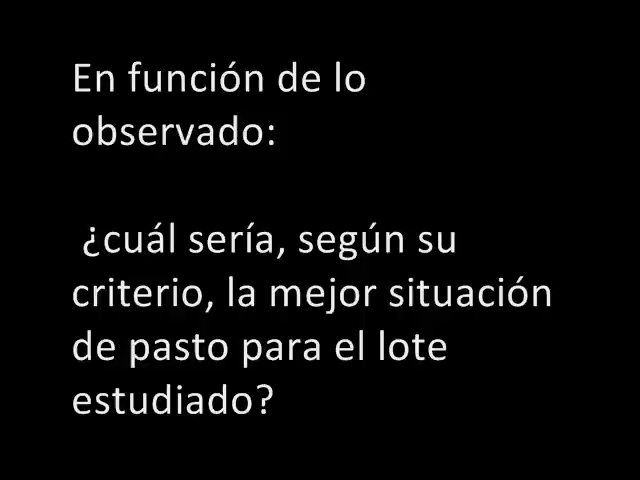 En función de lo
observado:
¿cuál sería, según su
criterio, la mejor situación
de pasto para el lote
estudiado?